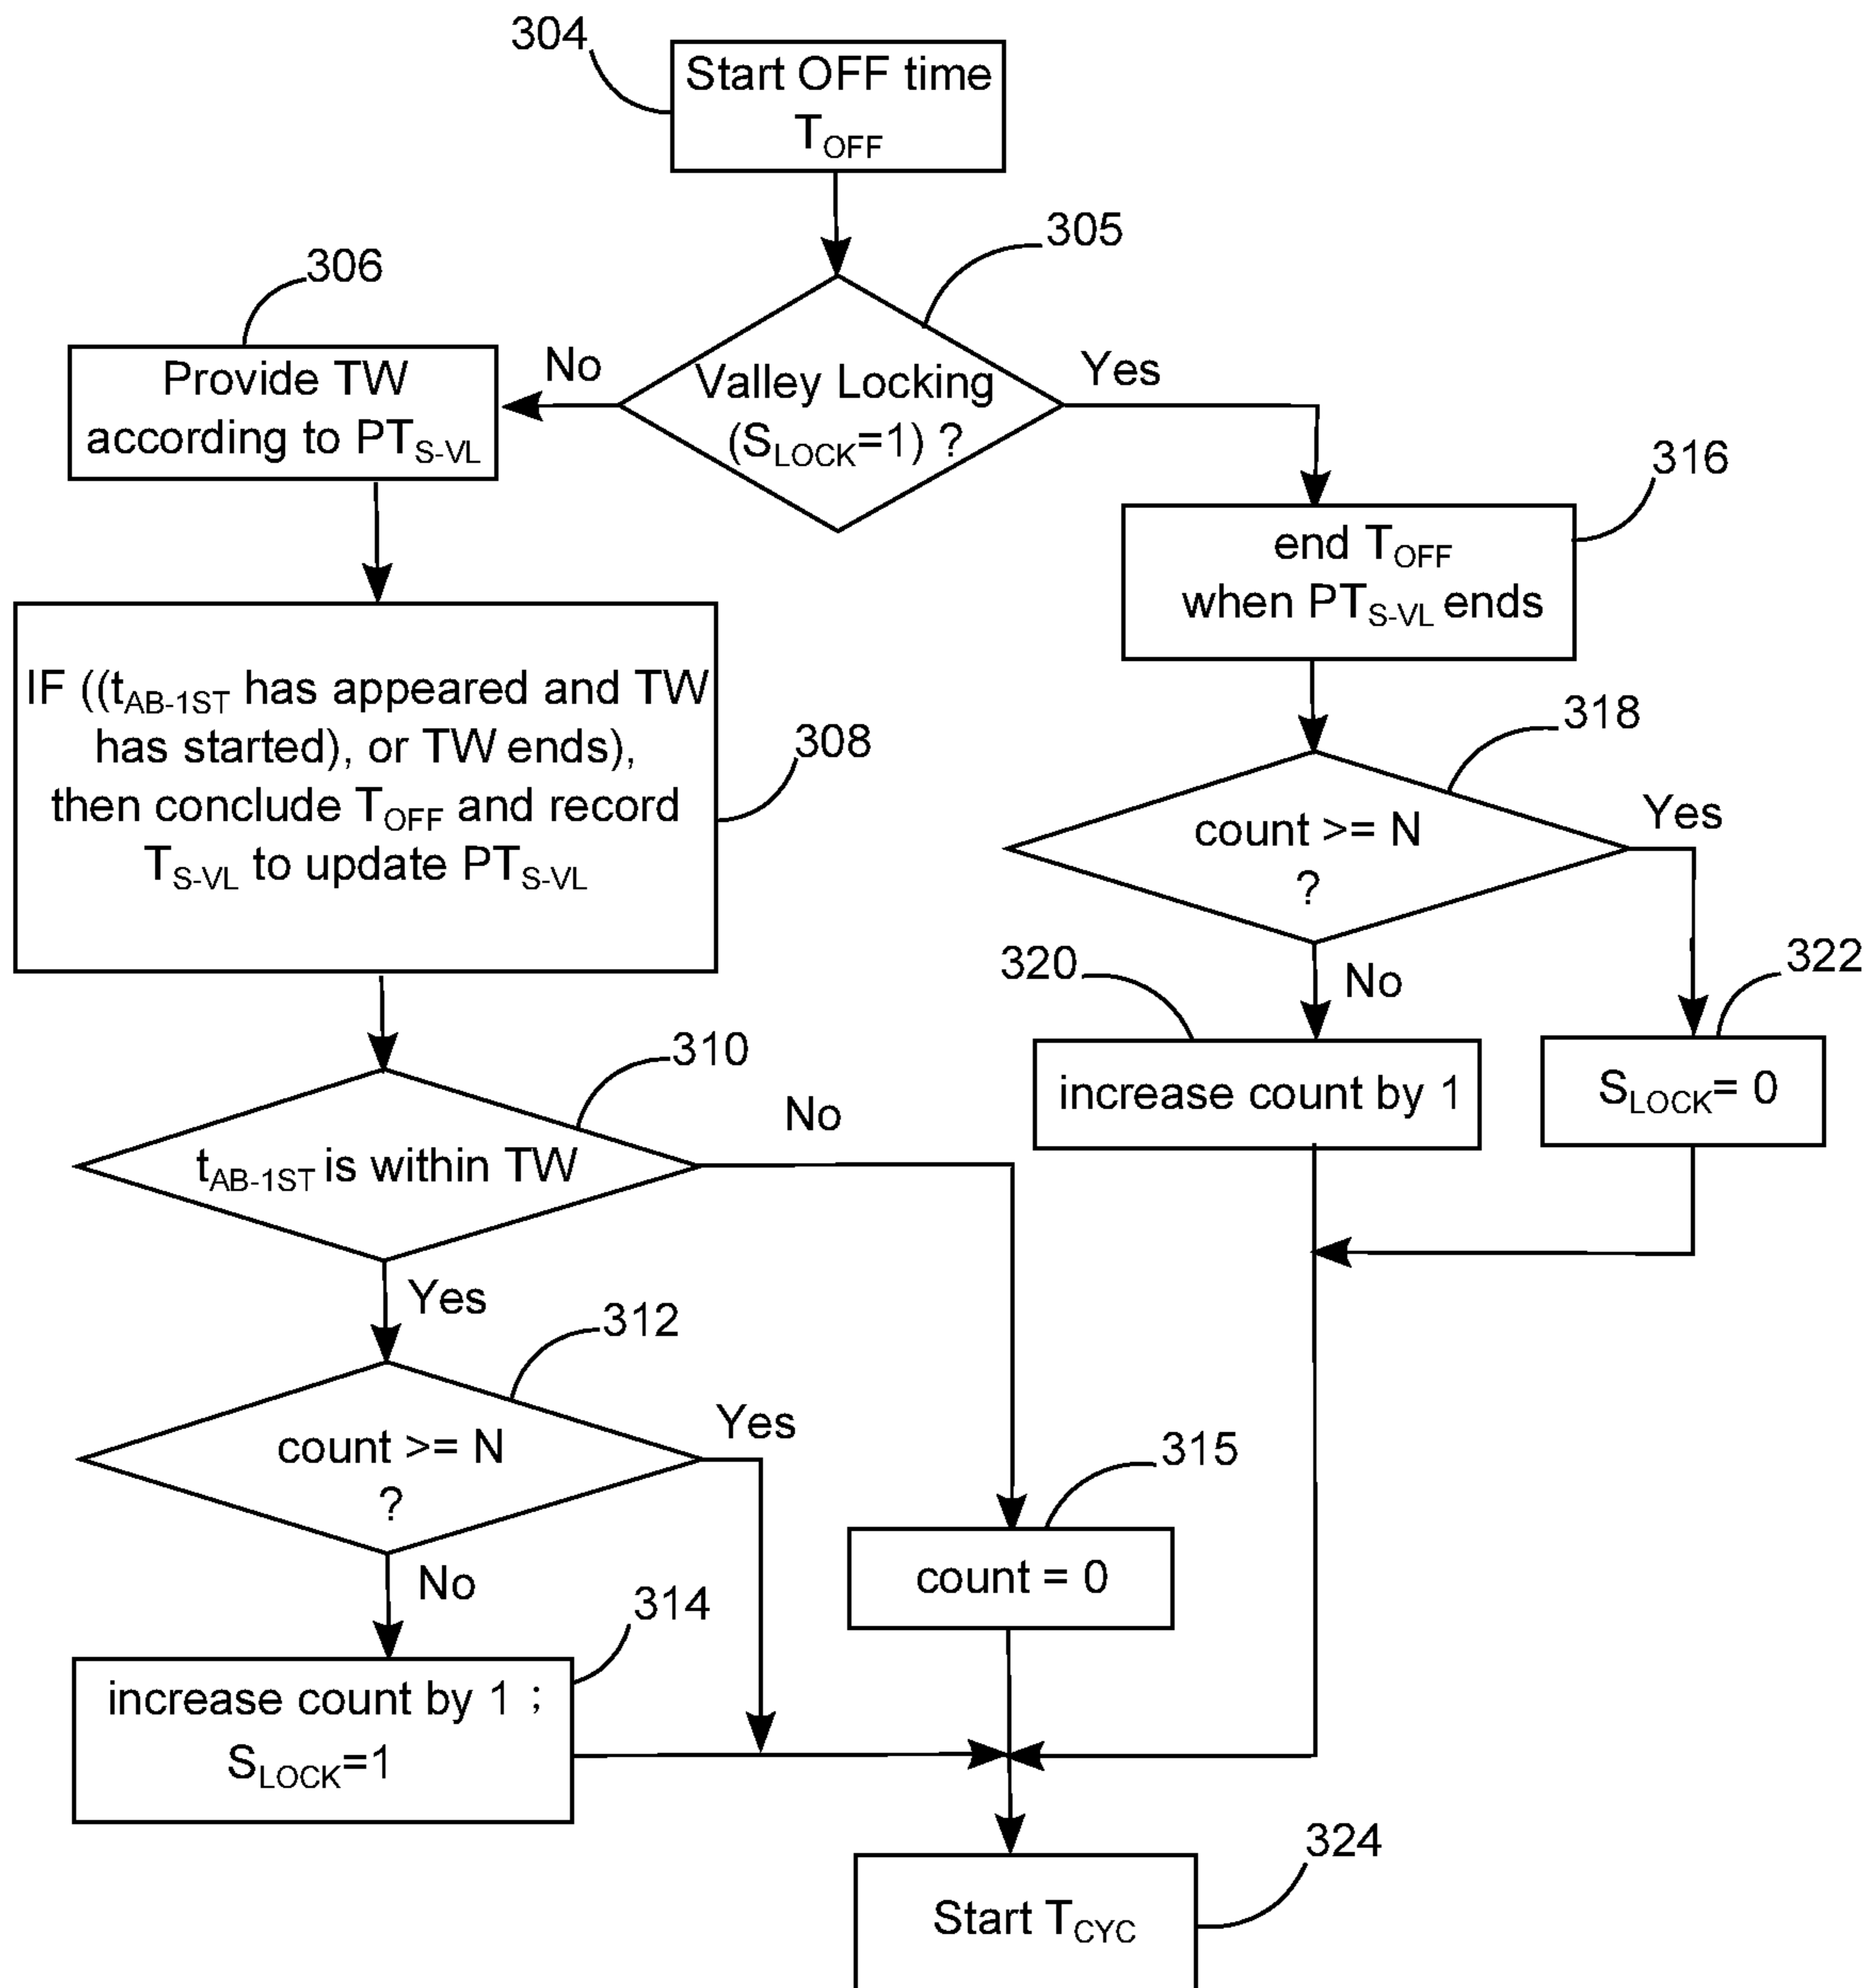 304
Start OFF time
TOFF
305
306
Provide TW
according to PTS-VL
No
Valley Locking
(SLOCK=1) ?
Yes
316
end TOFF
when PTS-VL ends
IF ((tAB-1ST has appeared and TW
has started), or TW ends),
then conclude TOFF and record
TS-VL to update PTS-VL
308
318
count >= N
?
Yes
No
320
increase count by 1
322
SLOCK= 0
310
tAB-1ST is within TW
No
Yes
312
count >= N
?
Yes
No
315
count = 0
314
increase count by 1 ;
SLOCK=1
324
Start TCYC